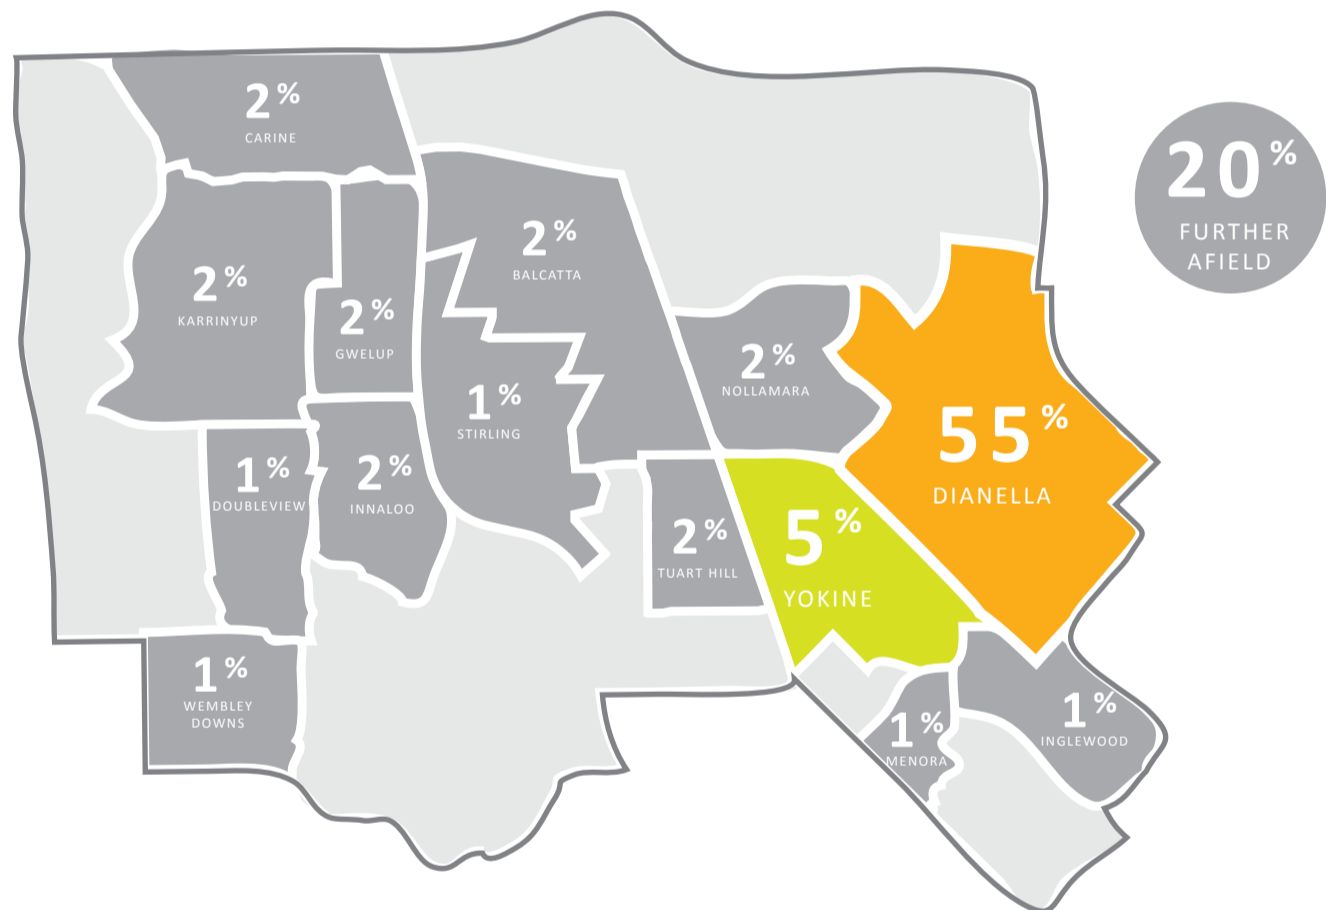 2%
CARINE
20%
FURTHER
AFIELD
2%
BALCATTA
2%
KARRINYUP
2%
GWELUP
2%
NOLLAMARA
1%
STIRLING
55%
DIANELLA
1%
DOUBLEVIEW
2%
INNALOO
2%
TUART HILL
5%
YOKINE
1%
WEMBLEY
DOWNS
1%
MENORA
1%
INGLEWOOD